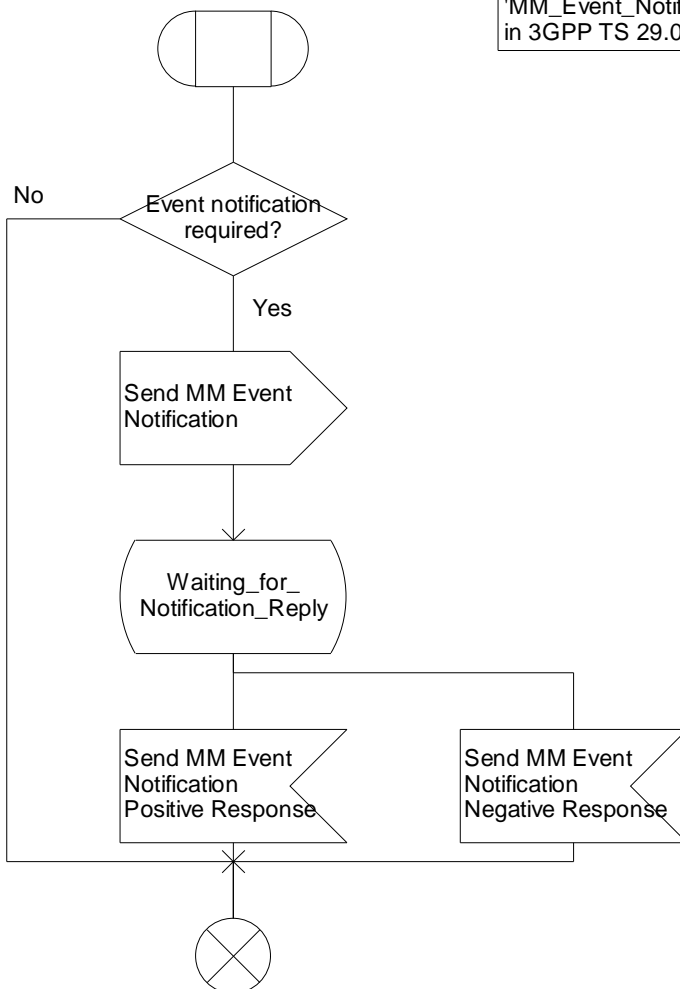 in 3GPP TS 29.0
No
Event notification
required?
Yes
Send MM Event
Notification
Waiting_for_
Notification_Reply
Send MM Event
Notification
Positive Response
Send MM Event
Notification
Negative Response